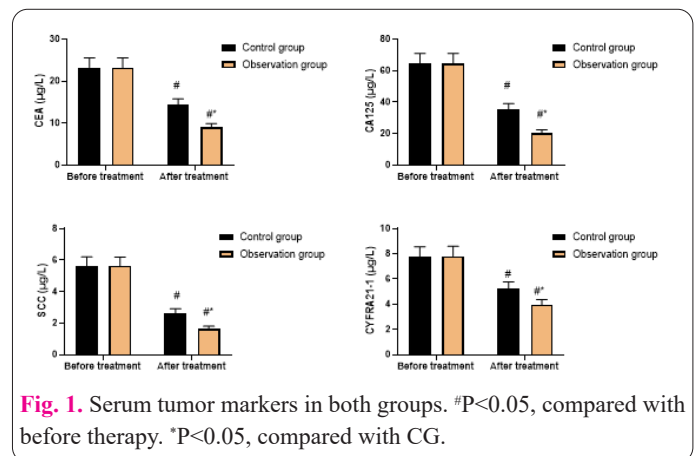 30
20
10
0
CEA (µg/L)
Control group
Observation group
#
#*
Before treatment
After treatment
80
60
40
20
0
CA125 (µg/L)
Control group
Observation group
#
#*
Before treatment
After treatment
8
6
4
2
0
SCC (µg/L)
Control group
Observation group
#
#*
Before treatment
After treatment
10
8
6
4
2
0
CYFRA21-1 (µg/L)
Control group
Observation group
#
#*
Before treatment
After treatment
Fig. 1. Serum tumor markers in both groups. #P<0.05, compared with
before therapy. *P<0.05, compared with CG.